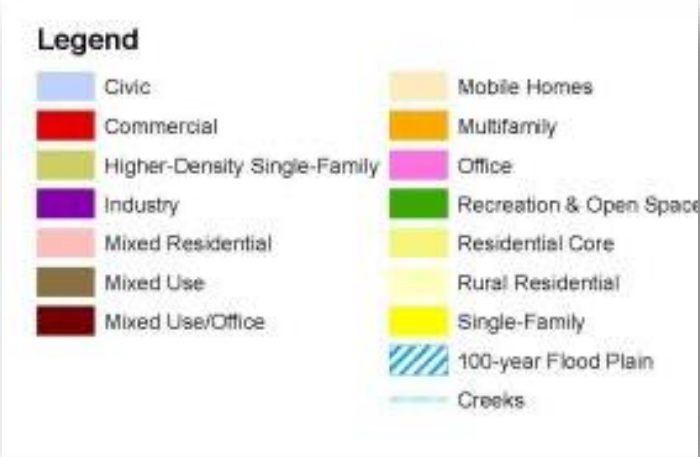 Legend
Civic
Commercial
Higher-Density Single-Family
Industry
Mixed Residential
Mixed Use
Mixed Use/Office
Mobile Homes
Multifamily
Office
Recreation & Open Space
Residential Core
Rural Residential
Single-Family
100-year Flood Plain
Creeks